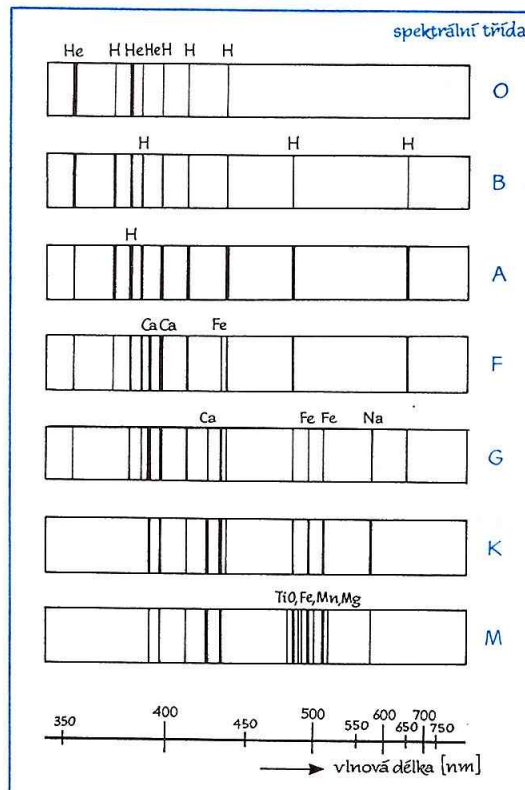 spektrální třída
He H He He H H H
O
H H H
B
H
A
Ca Ca Fe
F
Ca Fe Fe Na
G
K
TiO, Fe, Mn, Mg
M
350 400 450 500 550 600 650 700 750
vlnová délka [nm]